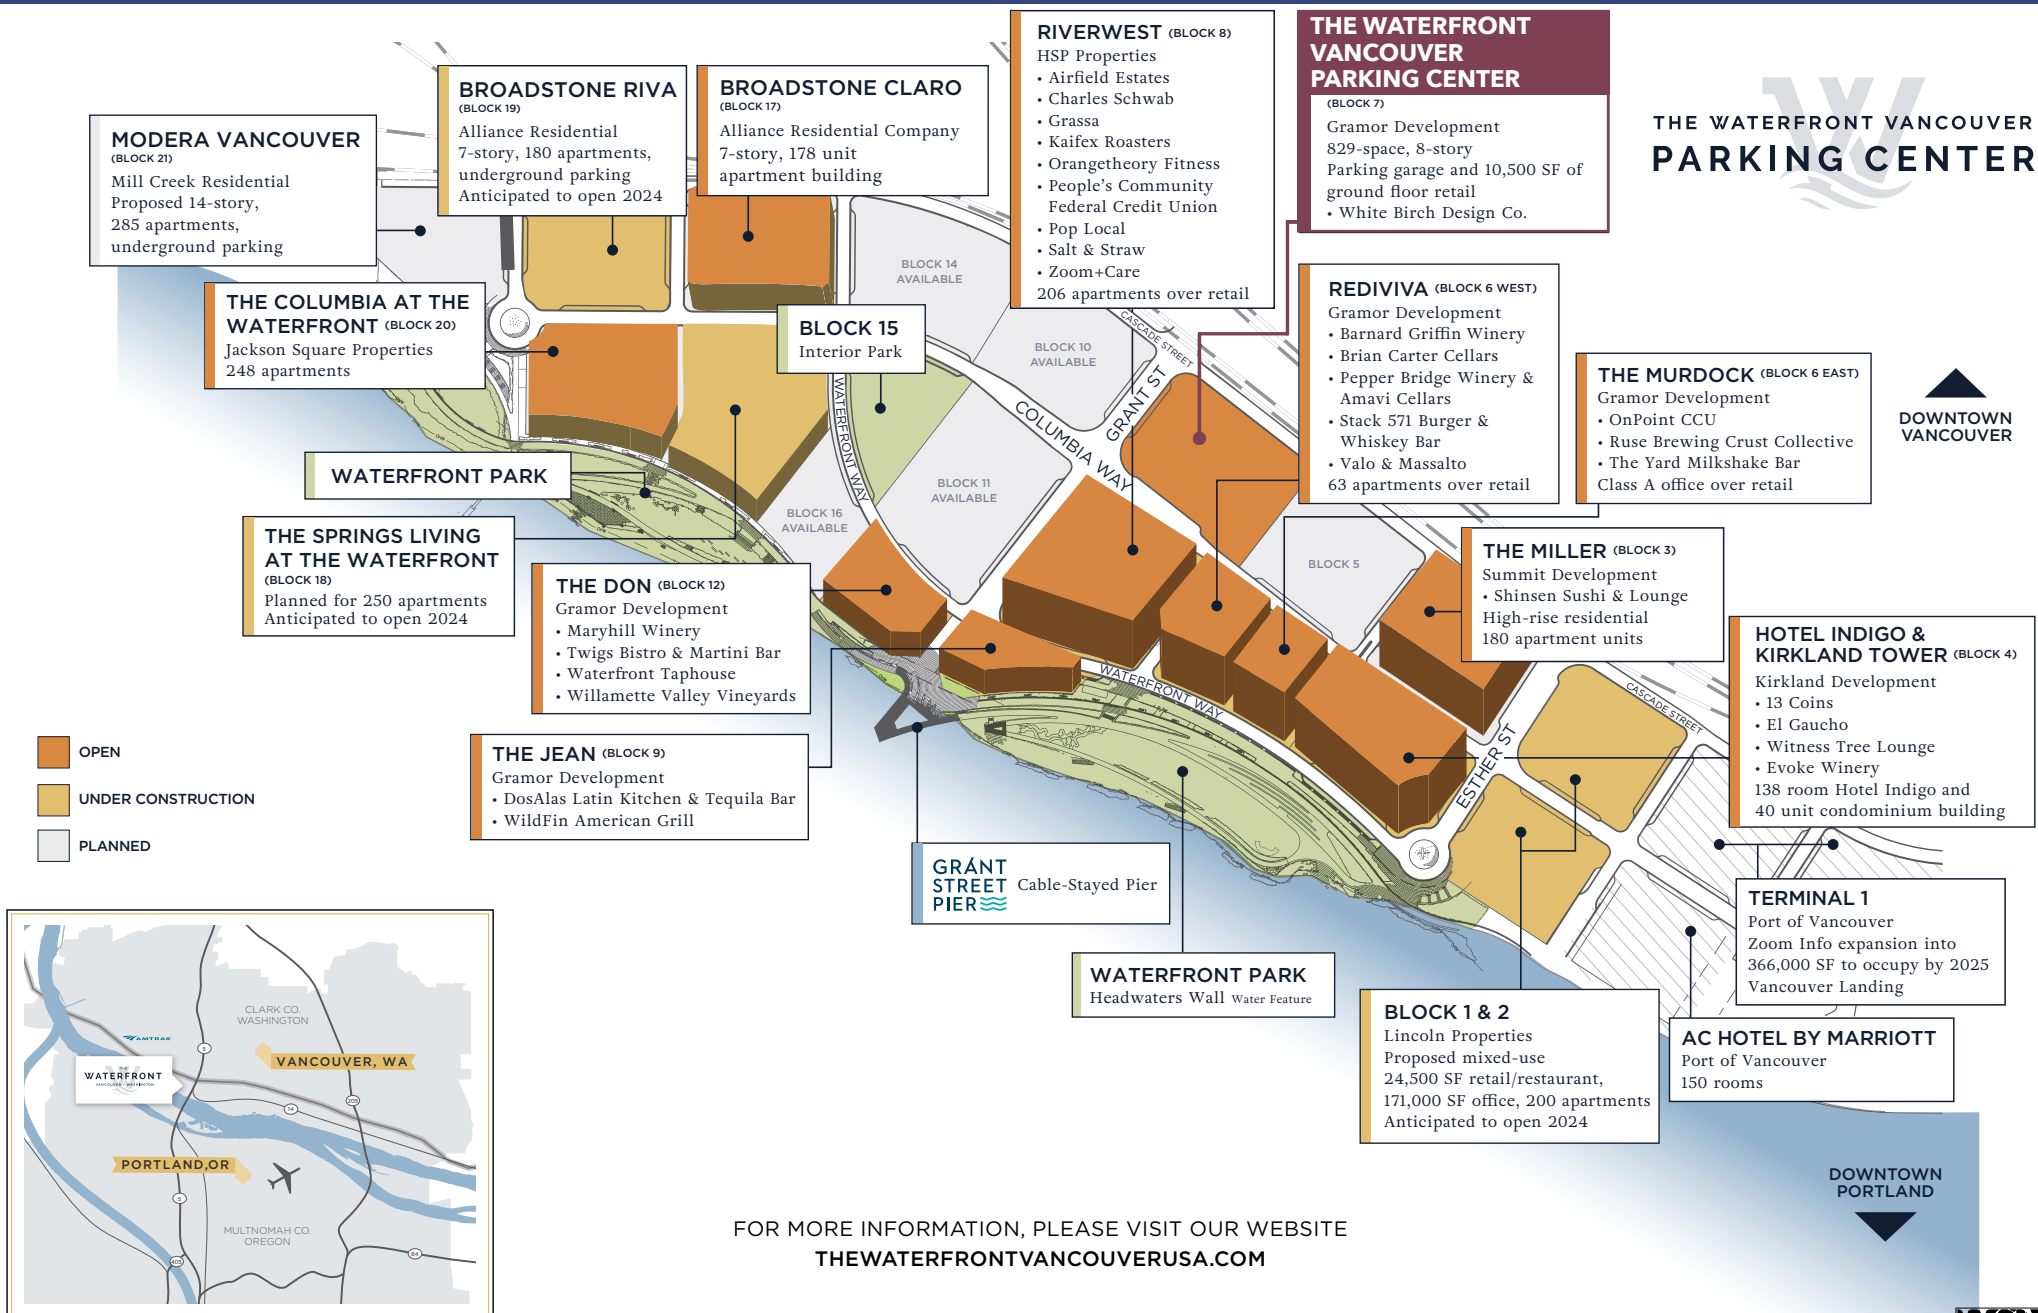 THE WATERFRONT VANCOUVER
PARKING CENTER
MODERA VANCOUVER
(BLOCK 21)
Mill Creek Residential
Proposed 14-story,
285 apartments,
underground parking
BROADSTONE RIVA
(BLOCK 19)
Alliance Residential
7-story, 180 apartments,
underground parking
Anticipated to open 2024
BROADSTONE CLARO
(BLOCK 17)
Alliance Residential Company
7-story, 178 unit
apartment building
RIVERWEST (BLOCK 8)
HSP Properties
• Airfield Estates
• Charles Schwab
• Grassa
• Kaifex Roasters
• Orangetheory Fitness
• People's Community
Federal Credit Union
• Pop Local
• Salt & Straw
• Zoom+Care
206 apartments over retail
THE WATERFRONT
VANCOUVER
PARKING CENTER
(BLOCK 7)
Gramor Development
829-space, 8-story
Parking garage and 10,500 SF of
ground floor retail
• White Birch Design Co.
THE COLUMBIA AT THE
WATERFRONT (BLOCK 20)
Jackson Square Properties
248 apartments
BLOCK 15
Interior Park
BLOCK 14
AVAILABLE
BLOCK 10
AVAILABLE
CASCADE STREET
GRANT ST
COLUMBIA WAY
WATERFRONT WAY
BLOCK 11
AVAILABLE
BLOCK 16
AVAILABLE
BLOCK 5
REDIVIVA (BLOCK 6 WEST)
Gramor Development
• Barnard Griffin Winery
• Brian Carter Cellars
• Pepper Bridge Winery &
Amavi Cellars
• Stack 571 Burger &
Whiskey Bar
• Valo & Massalto
63 apartments over retail
THE MURDOCK (BLOCK 6 EAST)
Gramor Development
• OnPoint CCU
• Ruse Brewing Crust Collective
• The Yard Milkshake Bar
Class A office over retail
DOWNTOWN
VANCOUVER
WATERFRONT PARK
THE SPRINGS LIVING
AT THE WATERFRONT
(BLOCK 18)
Planned for 250 apartments
Anticipated to open 2024
THE DON (BLOCK 12)
Gramor Development
• Maryhill Winery
• Twigs Bistro & Martini Bar
• Waterfront Taphouse
• Willamette Valley Vineyards
THE MILLER (BLOCK 3)
Summit Development
• Shinsen Sushi & Lounge
High-rise residential
180 apartment units
HOTEL INDIGO &
KIRKLAND TOWER (BLOCK 4)
Kirkland Development
• 13 Coins
• El Gaucho
• Witness Tree Lounge
• Evoke Winery
138 room Hotel Indigo and
40 unit condominium building
WATERFRONT WAY
CASCADE STREET
ESTHER ST
THE JEAN (BLOCK 9)
Gramor Development
• DosAlas Latin Kitchen & Tequila Bar
• WildFin American Grill
OPEN
UNDER CONSTRUCTION
PLANNED
GRANT
STREET
PIER
Cable-Stayed Pier
WATERFRONT PARK
Headwaters Wall Water Feature
TERMINAL 1
Port of Vancouver
Zoom Info expansion into
366,000 SF to occupy by 2025
Vancouver Landing
BLOCK 1 & 2
Lincoln Properties
Proposed mixed-use
24,500 SF retail/restaurant,
171,000 SF office, 200 apartments
Anticipated to open 2024
AC HOTEL BY MARRIOTT
Port of Vancouver
150 rooms
CLARK CO.
WASHINGTON
AMTRAK
5
VANCOUVER, WA
THE
WATERFRONT
VANCOUVER • WASHINGTON
205
14
PORTLAND,OR
5
MULTNOMAH CO.
OREGON
84
405
DOWNTOWN
PORTLAND
FOR MORE INFORMATION, PLEASE VISIT OUR WEBSITE
THEWATERFRONTVANCOUVERUSA.COM